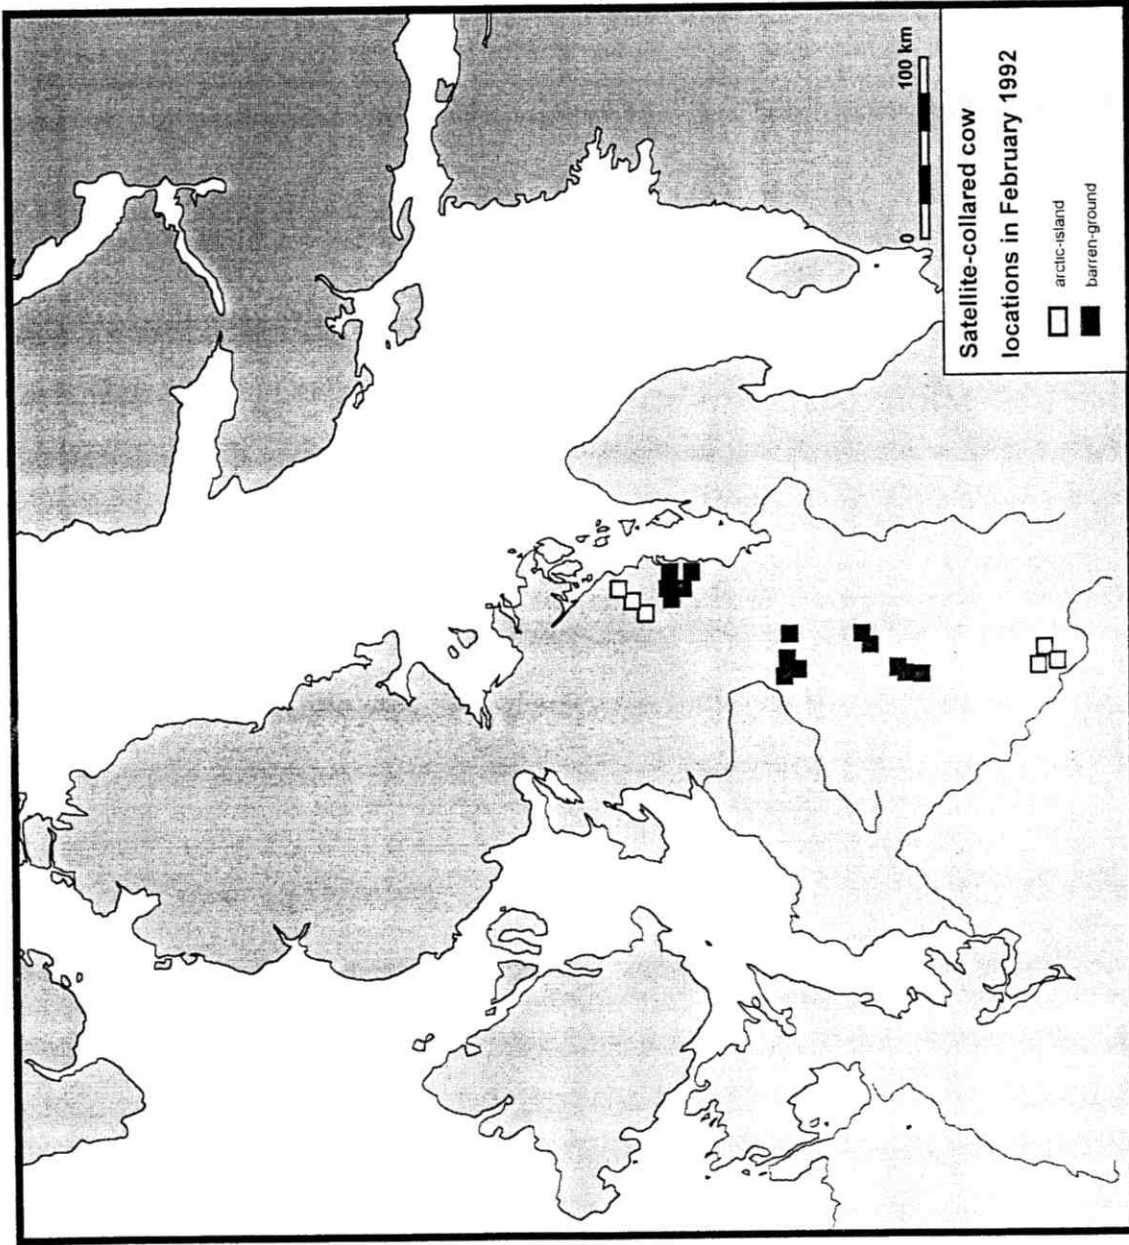 0 100 km
Satellite-collared cow
locations in February 1992
arctic-island
barren-ground